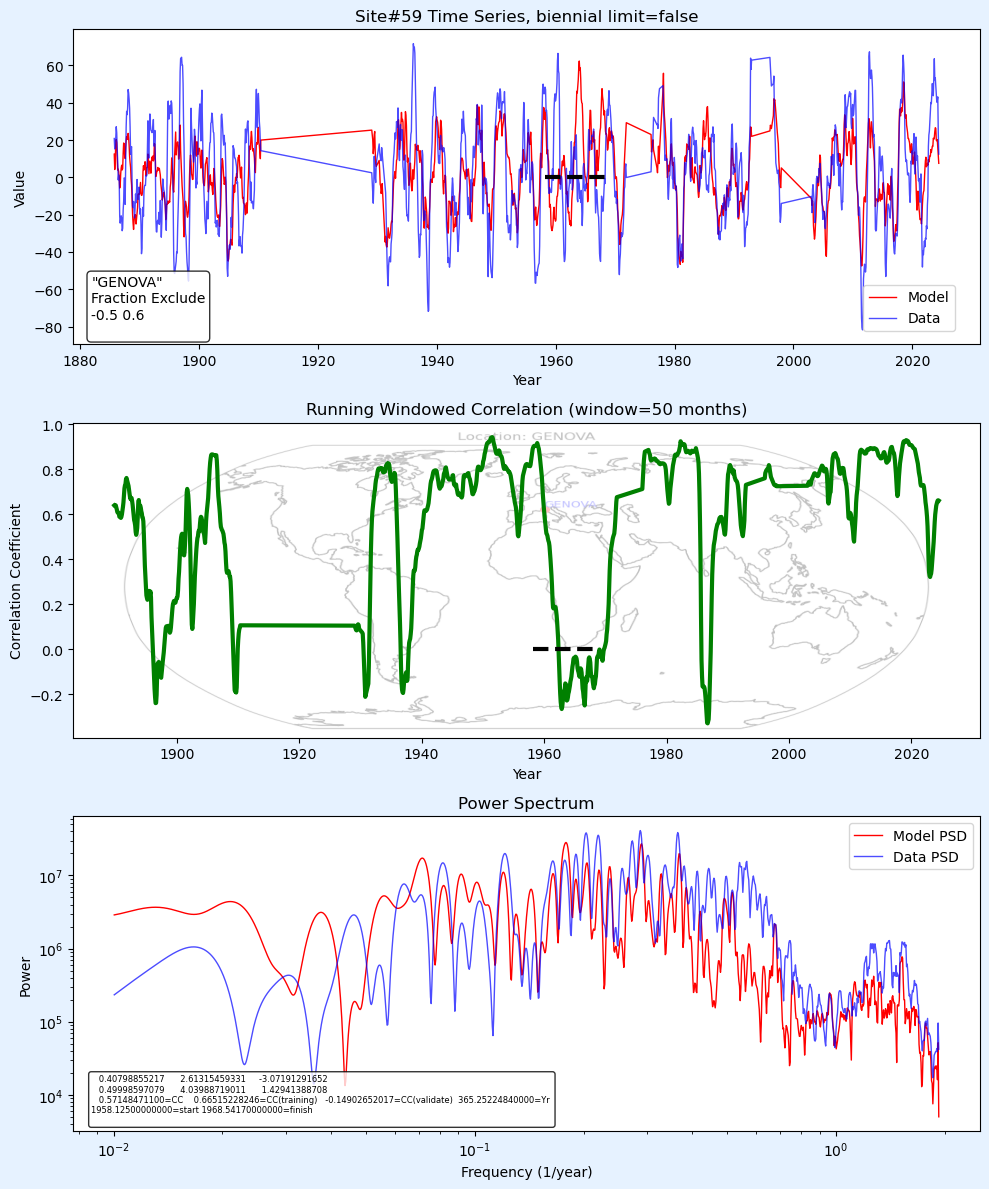 Site#59 Time Series, biennial limit=false
Value
60
40
20
0
−20
−40
−60
−80
"GENOVA"
Fraction Exclude
-0.5 0.6
Model
Data
1880 1900 1920 1940 1960 1980 2000 2020
Year
Running Windowed Correlation (window=50 months)
Correlation Coefficient
1.0
0.8
0.6
0.4
0.2
0.0
−0.2
Location: GENOVA
GENOVA
1900 1920 1940 1960 1980 2000 2020
Year
Power Spectrum
Power
10^7
10^6
10^5
10^4
Model PSD
Data PSD
0.40798855217 2.61315459331 -3.07191291652
0.49998597079 4.03988719011 1.42941388708
0.57148471100=CC 0.66515228246=CC(training) -0.14902652017=CC(validate) 365.25224840000=Yr
1958.12500000000=start 1968.54170000000=finish
10^−2 10^−1 10^0
Frequency (1/year)